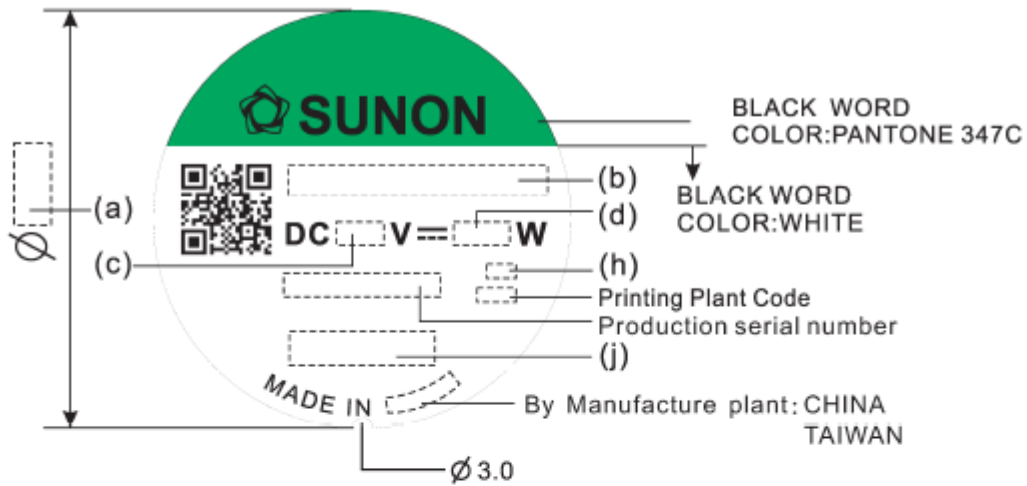 SUNON
BLACK WORD
COLOR:PANTONE 347C
BLACK WORD
COLOR:WHITE
(a)
(b)
DC V W
(d)
(c)
(h)
Printing Plant Code
Production serial number
(j)
MADE IN
By Manufacture plant: CHINA
TAIWAN
Ø
Ø 3.0